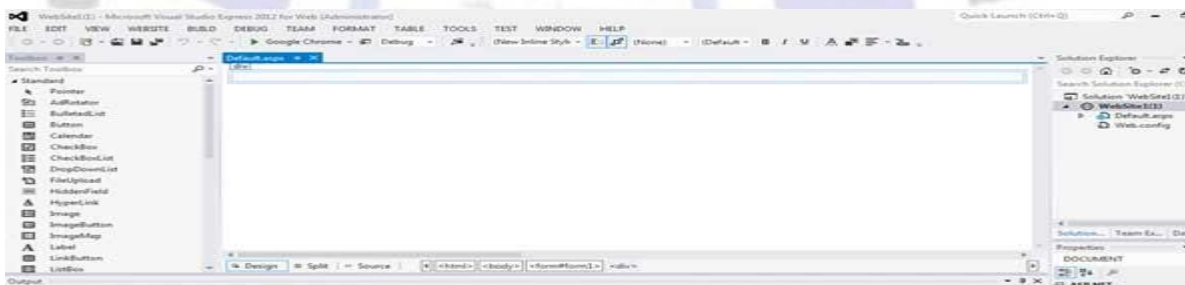 WebSite1(1) - Microsoft Visual Studio Express 2012 for Web (Administrator)
Quick Launch (Ctrl+Q)
FILE EDIT VIEW WEBSITE BUILD DEBUG TEAM FORMAT TABLE TOOLS TEST WINDOW HELP
Google Chrome Debug (New Inline Style (None) (Default B I U A
Toolbox
Search Toolbox
Standard
Pointer
AdRotator
BulletedList
Button
Calendar
CheckBox
CheckBoxList
DropDownList
FileUpload
HiddenField
HyperLink
Image
ImageButton
ImageMap
Label
LinkButton
ListBox
Default.aspx
div
Design Split Source <html> <body> <form#form1> <div>
Output
Solution Explorer
Search Solution Explorer (C
Solution 'WebSite1(1)'
WebSite1(1)
Default.aspx
Web.config
Solution... Team Ex... Da
Properties
DOCUMENT
ASP.NET